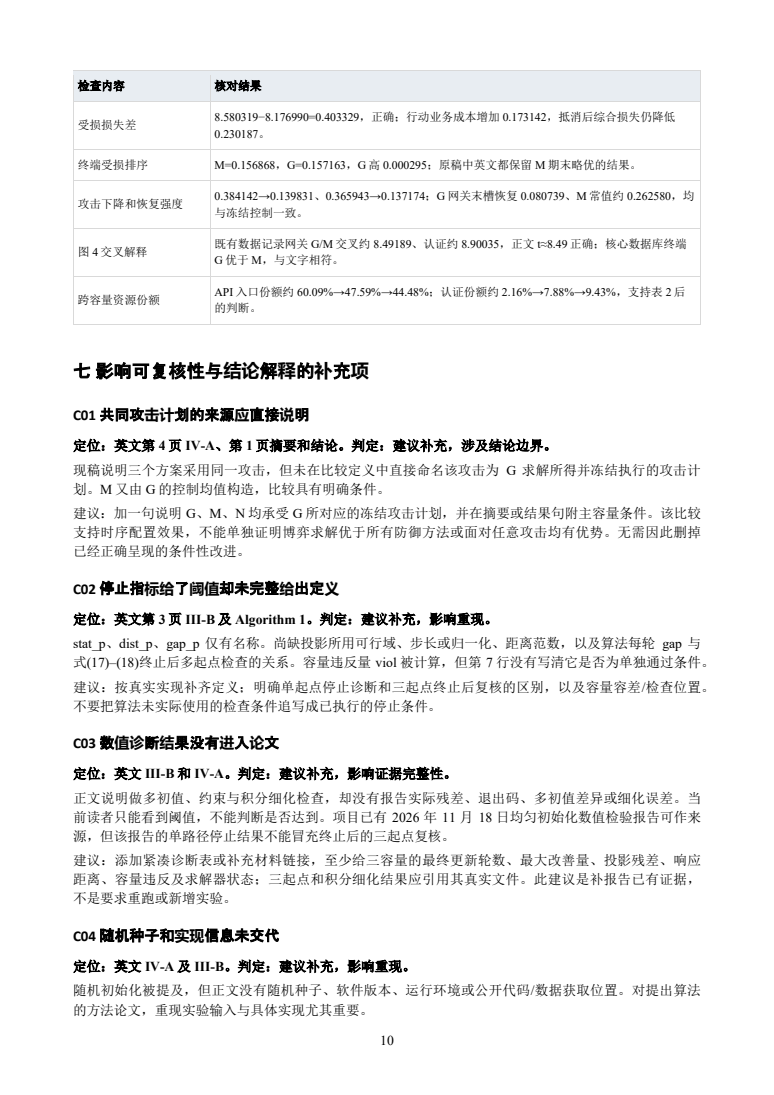 检查内容 核对结果
受损损失差 8.580319−8.176990=0.403329，正确；行动业务成本增加 0.173142，抵消后综合损失仍降低
0.230187。
终端受损排序 M=0.156868，G=0.157163，G 高 0.000295；原稿中英文都保留 M 期末略优的结果。
攻击下降和恢复强度 0.384142→0.139831、0.365943→0.137174；G 网关末梢恢复 0.080739、M 常值约 0.262580，均
与冻结控制一致。
图 4 交叉解释 既有数据记录网关 G/M 交叉约 8.49189、认证约 8.90035，正文 t≈8.49 正确；核心数据库终端
G 优于 M，与文字相符。
跨容量资源份额 API 入口份额约 60.09%→47.59%→44.48%；认证份额约 2.16%→7.88%→9.43%，支持表 2 后
的判断。
七 影响可复核性与结论解释的补充项
C01 共同攻击计划的来源应直接说明
定位：英文第 4 页 IV-A、第 1 页摘要和结论。判定：建议补充，涉及结论边界。
现稿说明三个方案采用同一攻击，但未在比较定义中直接命名该攻击为 G 求解所得并冻结执行的攻击计
划。M 又由 G 的控制均值构造，比较具有明确条件。
建议：加一句说明 G、M、N 均承受 G 所对应的冻结攻击计划，并在摘要或结果句附主容量条件。该比较
支持时序配置效果，不能单独证明博弈求解优于所有防御方法或面对任意攻击均有优势。无需因此删掉
已经正确呈现的条件性改进。
C02 停止指标给了阈值却未完整给出定义
定位：英文第 3 页 III-B 及 Algorithm 1。判定：建议补充，影响重现。
stat_p、dist_p、gap_p 仅有名称。尚缺投影所用可行域、步长或归一化、距离范数，以及算法每轮 gap 与
式(17)–(18)终止后多起点检查的关系。容量违反量 viol 被计算，但第 7 行没有写清它是否为单独通过条件。
建议：按真实实现补齐定义；明确单起点停止诊断和三起点终止后复核的区别，以及容量容差/检查位置。
不要把算法未实际使用的检查条件追写成已执行的停止条件。
C03 数值诊断结果没有进入论文
定位：英文 III-B 和 IV-A。判定：建议补充，影响证据完整性。
正文说明做多初值、约束与积分细化检查，却没有报告实际残差、退出码、多初值差异或细化误差。当
前读者只能看到阈值，不能判断是否达到。项目已有 2026 年 11 月 18 日均匀初始化数值检验报告可作来
源，但该报告的单路径停止结果不能冒充终止后的三起点复核。
建议：添加紧凑诊断表或补充材料链接，至少给三容量的最终更新轮数、最大改善量、投影残差、响应
距离、容量违反及求解器状态；三起点和积分细化结果应引用其真实文件。此建议是补报告已有证据，
不是要求重跑或新增实验。
C04 随机种子和实现信息未交代
定位：英文 IV-A 及 III-B。判定：建议补充，影响重现。
随机初始化被提及，但正文没有随机种子、软件版本、运行环境或公开代码/数据获取位置。对提出算法
的方法论文，重现实验输入与具体实现尤其重要。
10